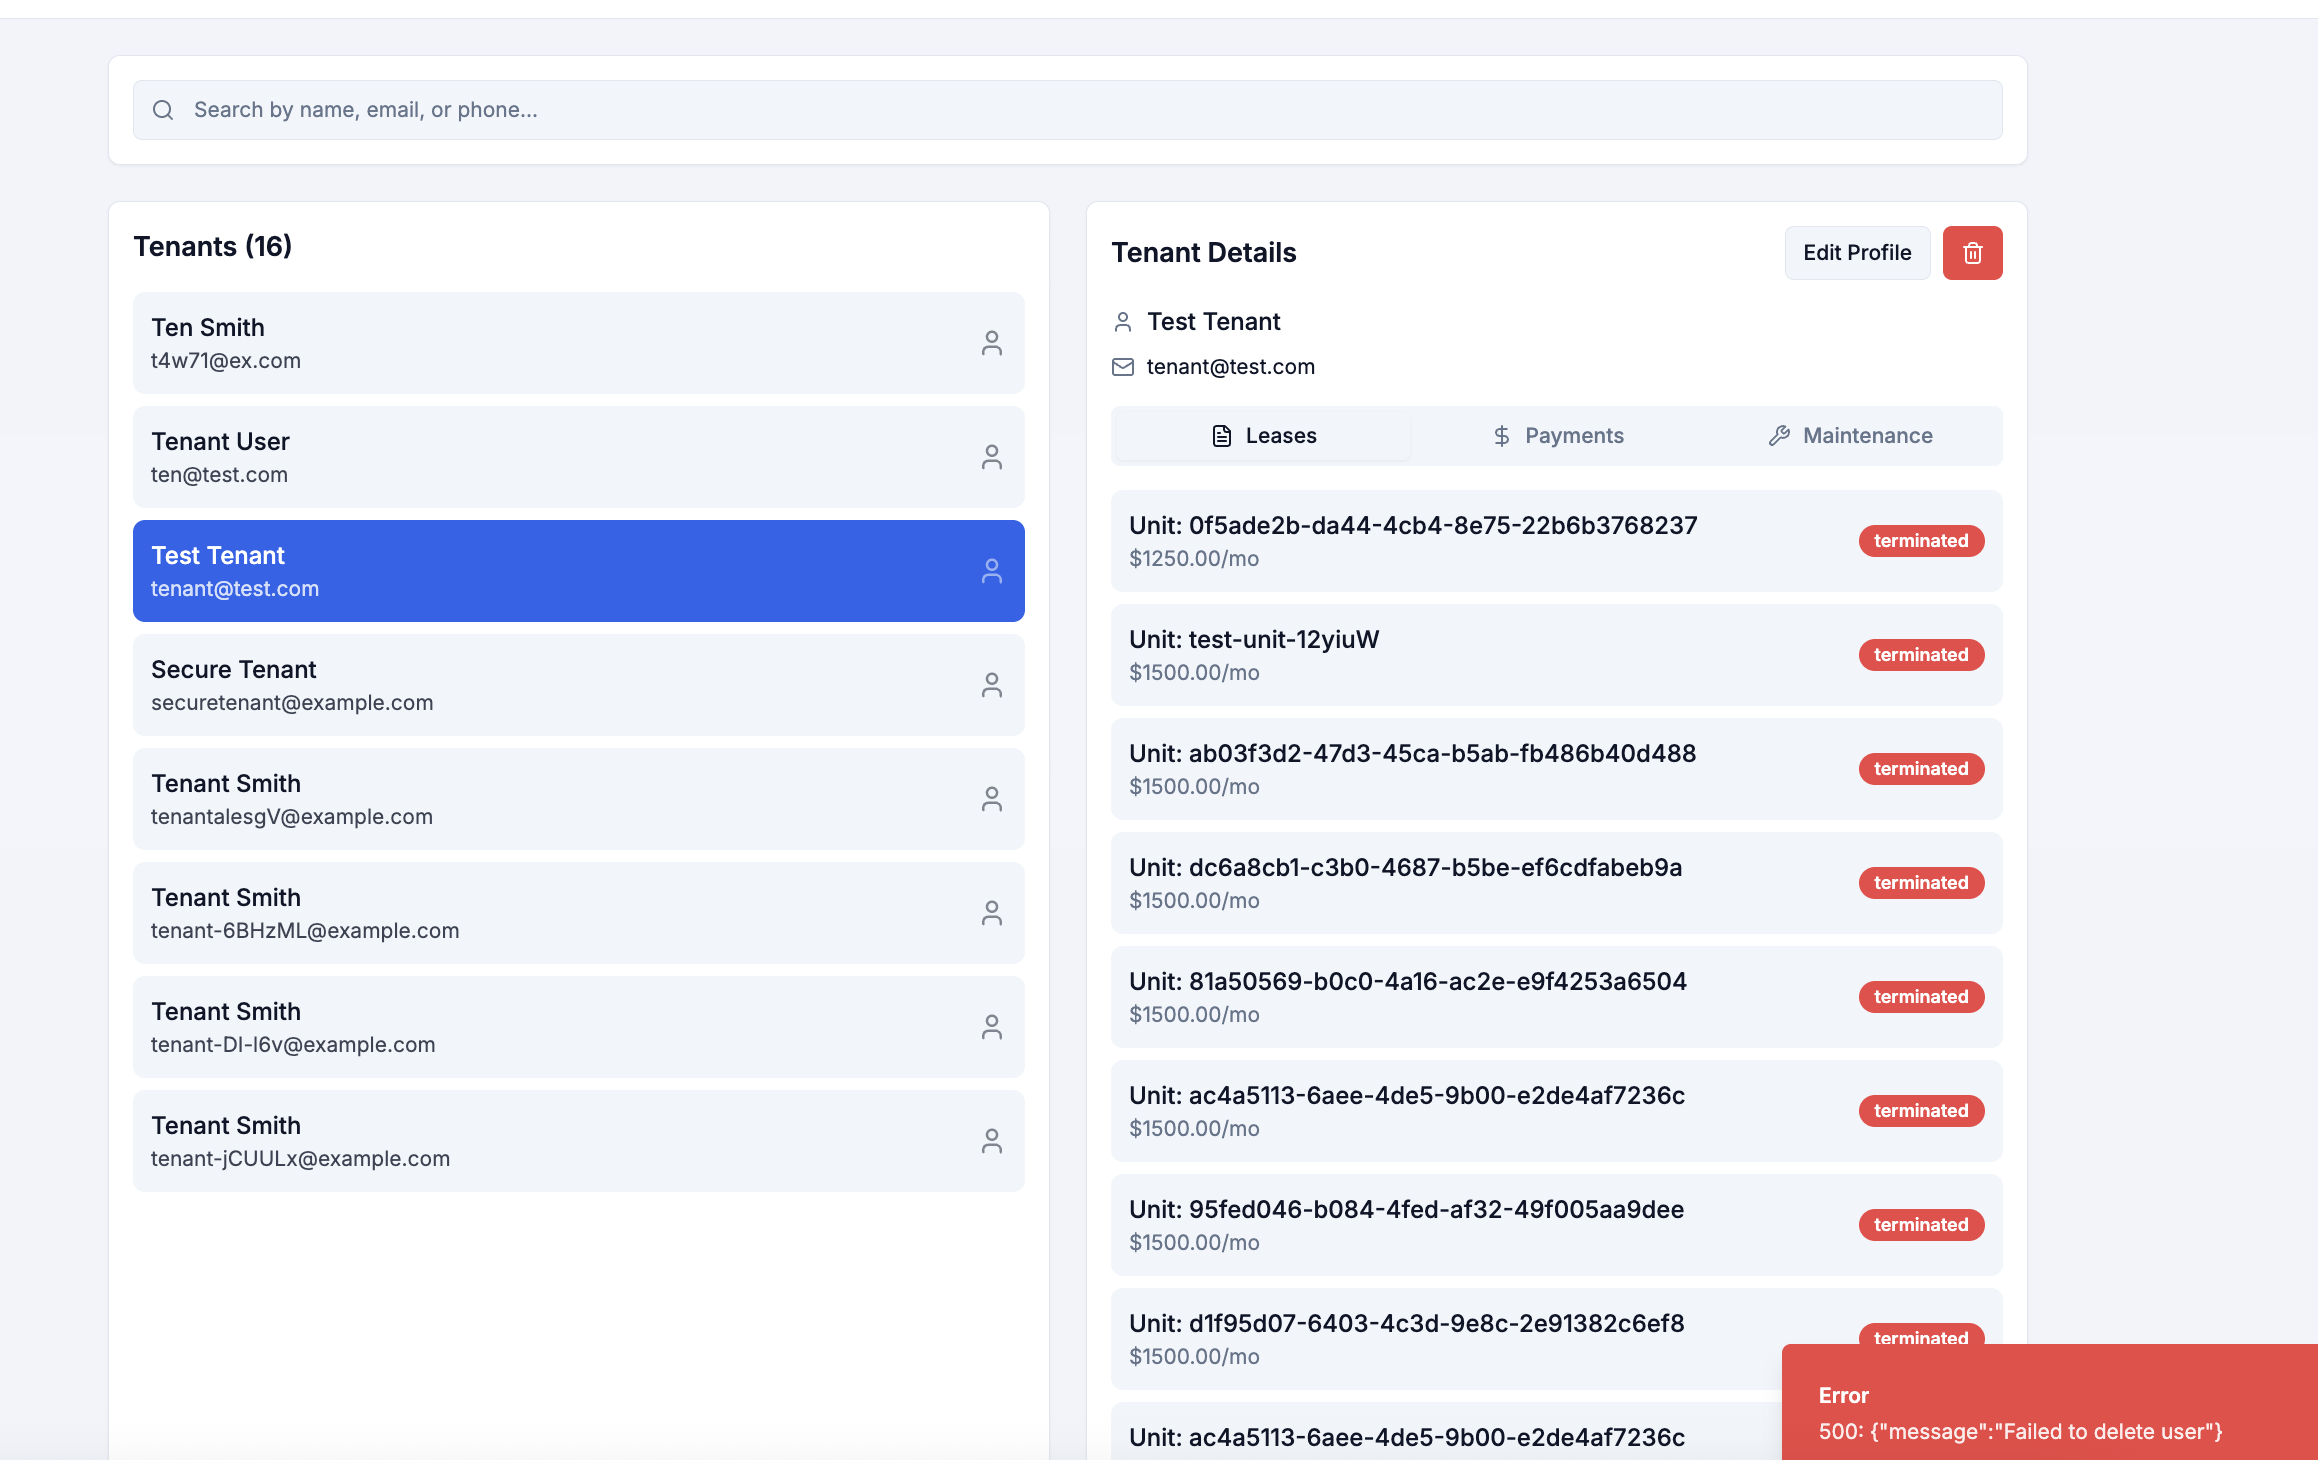 Search by name, email, or phone...
Tenants (16)
Ten Smith
t4w71@ex.com
Tenant User
ten@test.com
Test Tenant
tenant@test.com
Secure Tenant
securetenant@example.com
Tenant Smith
tenantalesgV@example.com
Tenant Smith
tenant-6BHzML@example.com
Tenant Smith
tenant-DI-l6v@example.com
Tenant Smith
tenant-jCUULx@example.com
Tenant Details
Edit Profile
Test Tenant
tenant@test.com
Leases
Payments
Maintenance
Unit: 0f5ade2b-da44-4cb4-8e75-22b6b3768237
$1250.00/mo
terminated
Unit: test-unit-12yiuW
$1500.00/mo
terminated
Unit: ab03f3d2-47d3-45ca-b5ab-fb486b40d488
$1500.00/mo
terminated
Unit: dc6a8cb1-c3b0-4687-b5be-ef6cdfabeb9a
$1500.00/mo
terminated
Unit: 81a50569-b0c0-4a16-ac2e-e9f4253a6504
$1500.00/mo
terminated
Unit: ac4a5113-6aee-4de5-9b00-e2de4af7236c
$1500.00/mo
terminated
Unit: 95fed046-b084-4fed-af32-49f005aa9dee
$1500.00/mo
terminated
Unit: d1f95d07-6403-4c3d-9e8c-2e91382c6ef8
$1500.00/mo
terminated
Unit: ac4a5113-6aee-4de5-9b00-e2de4af7236c
Error
500: {"message":"Failed to delete user"}